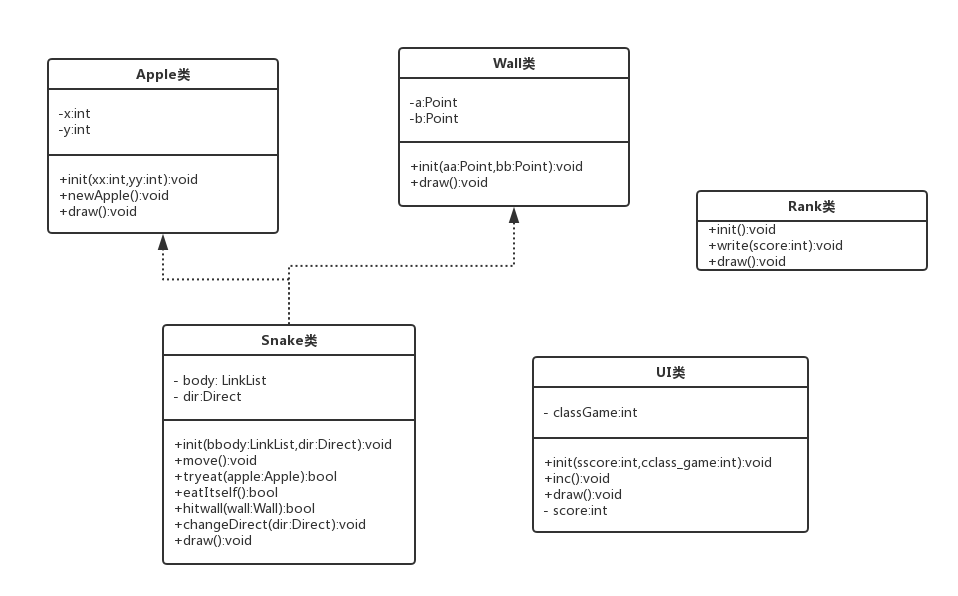 Apple类
-x:int
-y:int
+init(xx:int,yy:int):void
+newApple():void
+draw():void
Wall类
-a:Point
-b:Point
+init(aa:Point,bb:Point):void
+draw():void
Rank类
+init():void
+write(score:int):void
+draw():void
Snake类
- body: LinkList
- dir:Direct
+init(bbody:LinkList,dir:Direct):void
+move():void
+tryeat(apple:Apple):bool
+eatItself():bool
+hitwall(wall:Wall):bool
+changeDirect(dir:Direct):void
+draw():void
UI类
- classGame:int
+init(sscore:int,cclass_game:int):void
+inc():void
+draw():void
- score:int